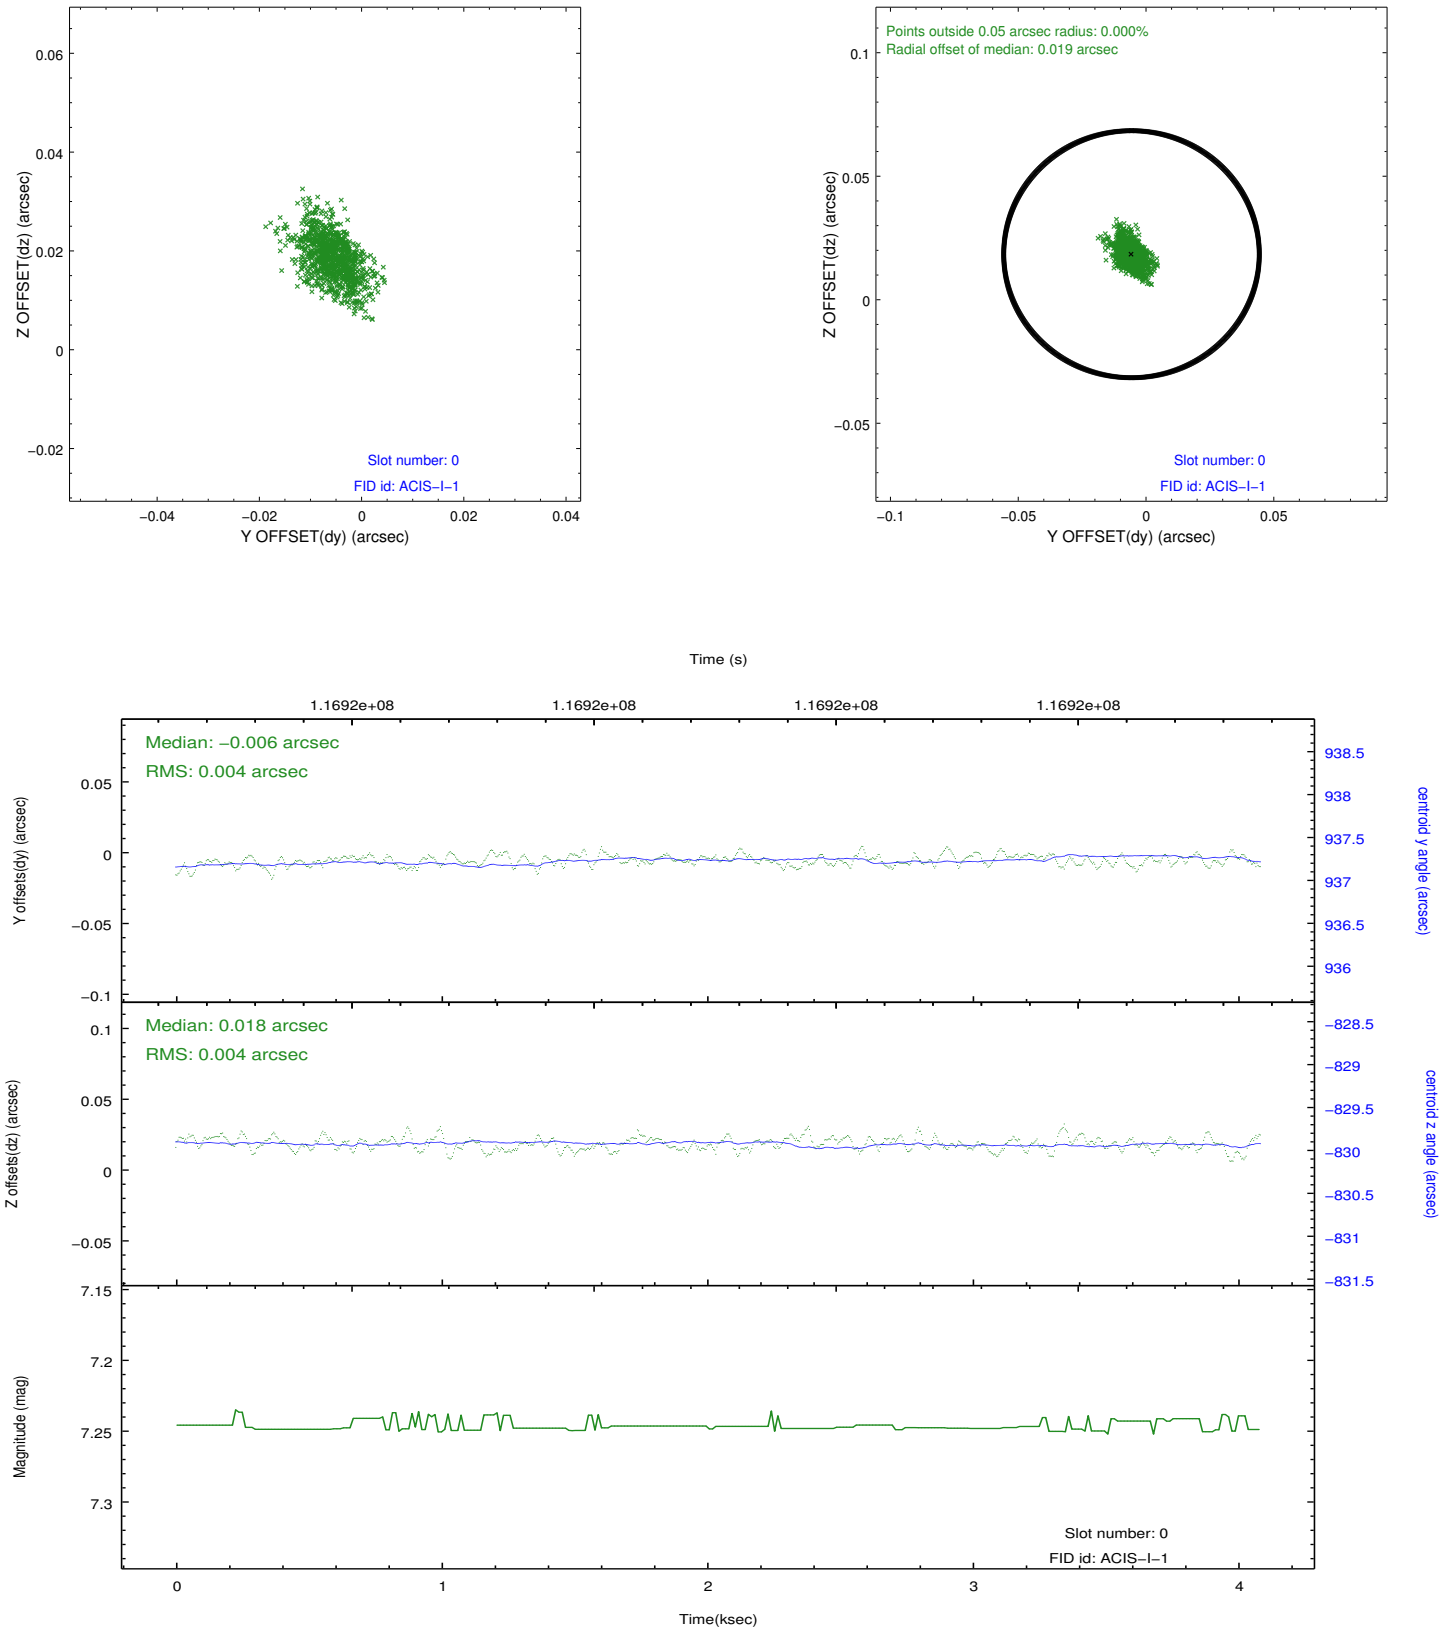 Points outside 0.05 arcsec radius: 0.000%
Radial offset of median: 0.019 arcsec
0.06
0.04
0.02
0
−0.02
Z OFFSET(dz) (arcsec)
Slot number: 0
FID id: ACIS−I−1
−0.04
−0.02
0
0.02
0.04
Y OFFSET(dy) (arcsec)
0.1
0.05
0
−0.05
Z OFFSET(dz) (arcsec)
Slot number: 0
FID id: ACIS−I−1
−0.1
−0.05
0
0.05
Y OFFSET(dy) (arcsec)
Time (s)
1.1692e+08
1.1692e+08
1.1692e+08
1.1692e+08
Median: −0.006 arcsec
RMS: 0.004 arcsec
0.05
0
−0.05
−0.1
Y offsets(dy) (arcsec)
938.5
938
937.5
937
936.5
936
centroid y angle (arcsec)
Median: 0.018 arcsec
RMS: 0.004 arcsec
0.1
0.05
0
−0.05
Z offsets(dz) (arcsec)
−828.5
−829
−829.5
−830
−830.5
−831
−831.5
centroid z angle (arcsec)
7.15
7.2
7.25
7.3
Magnitude (mag)
Slot number: 0
FID id: ACIS−I−1
0
1
2
3
4
Time(ksec)